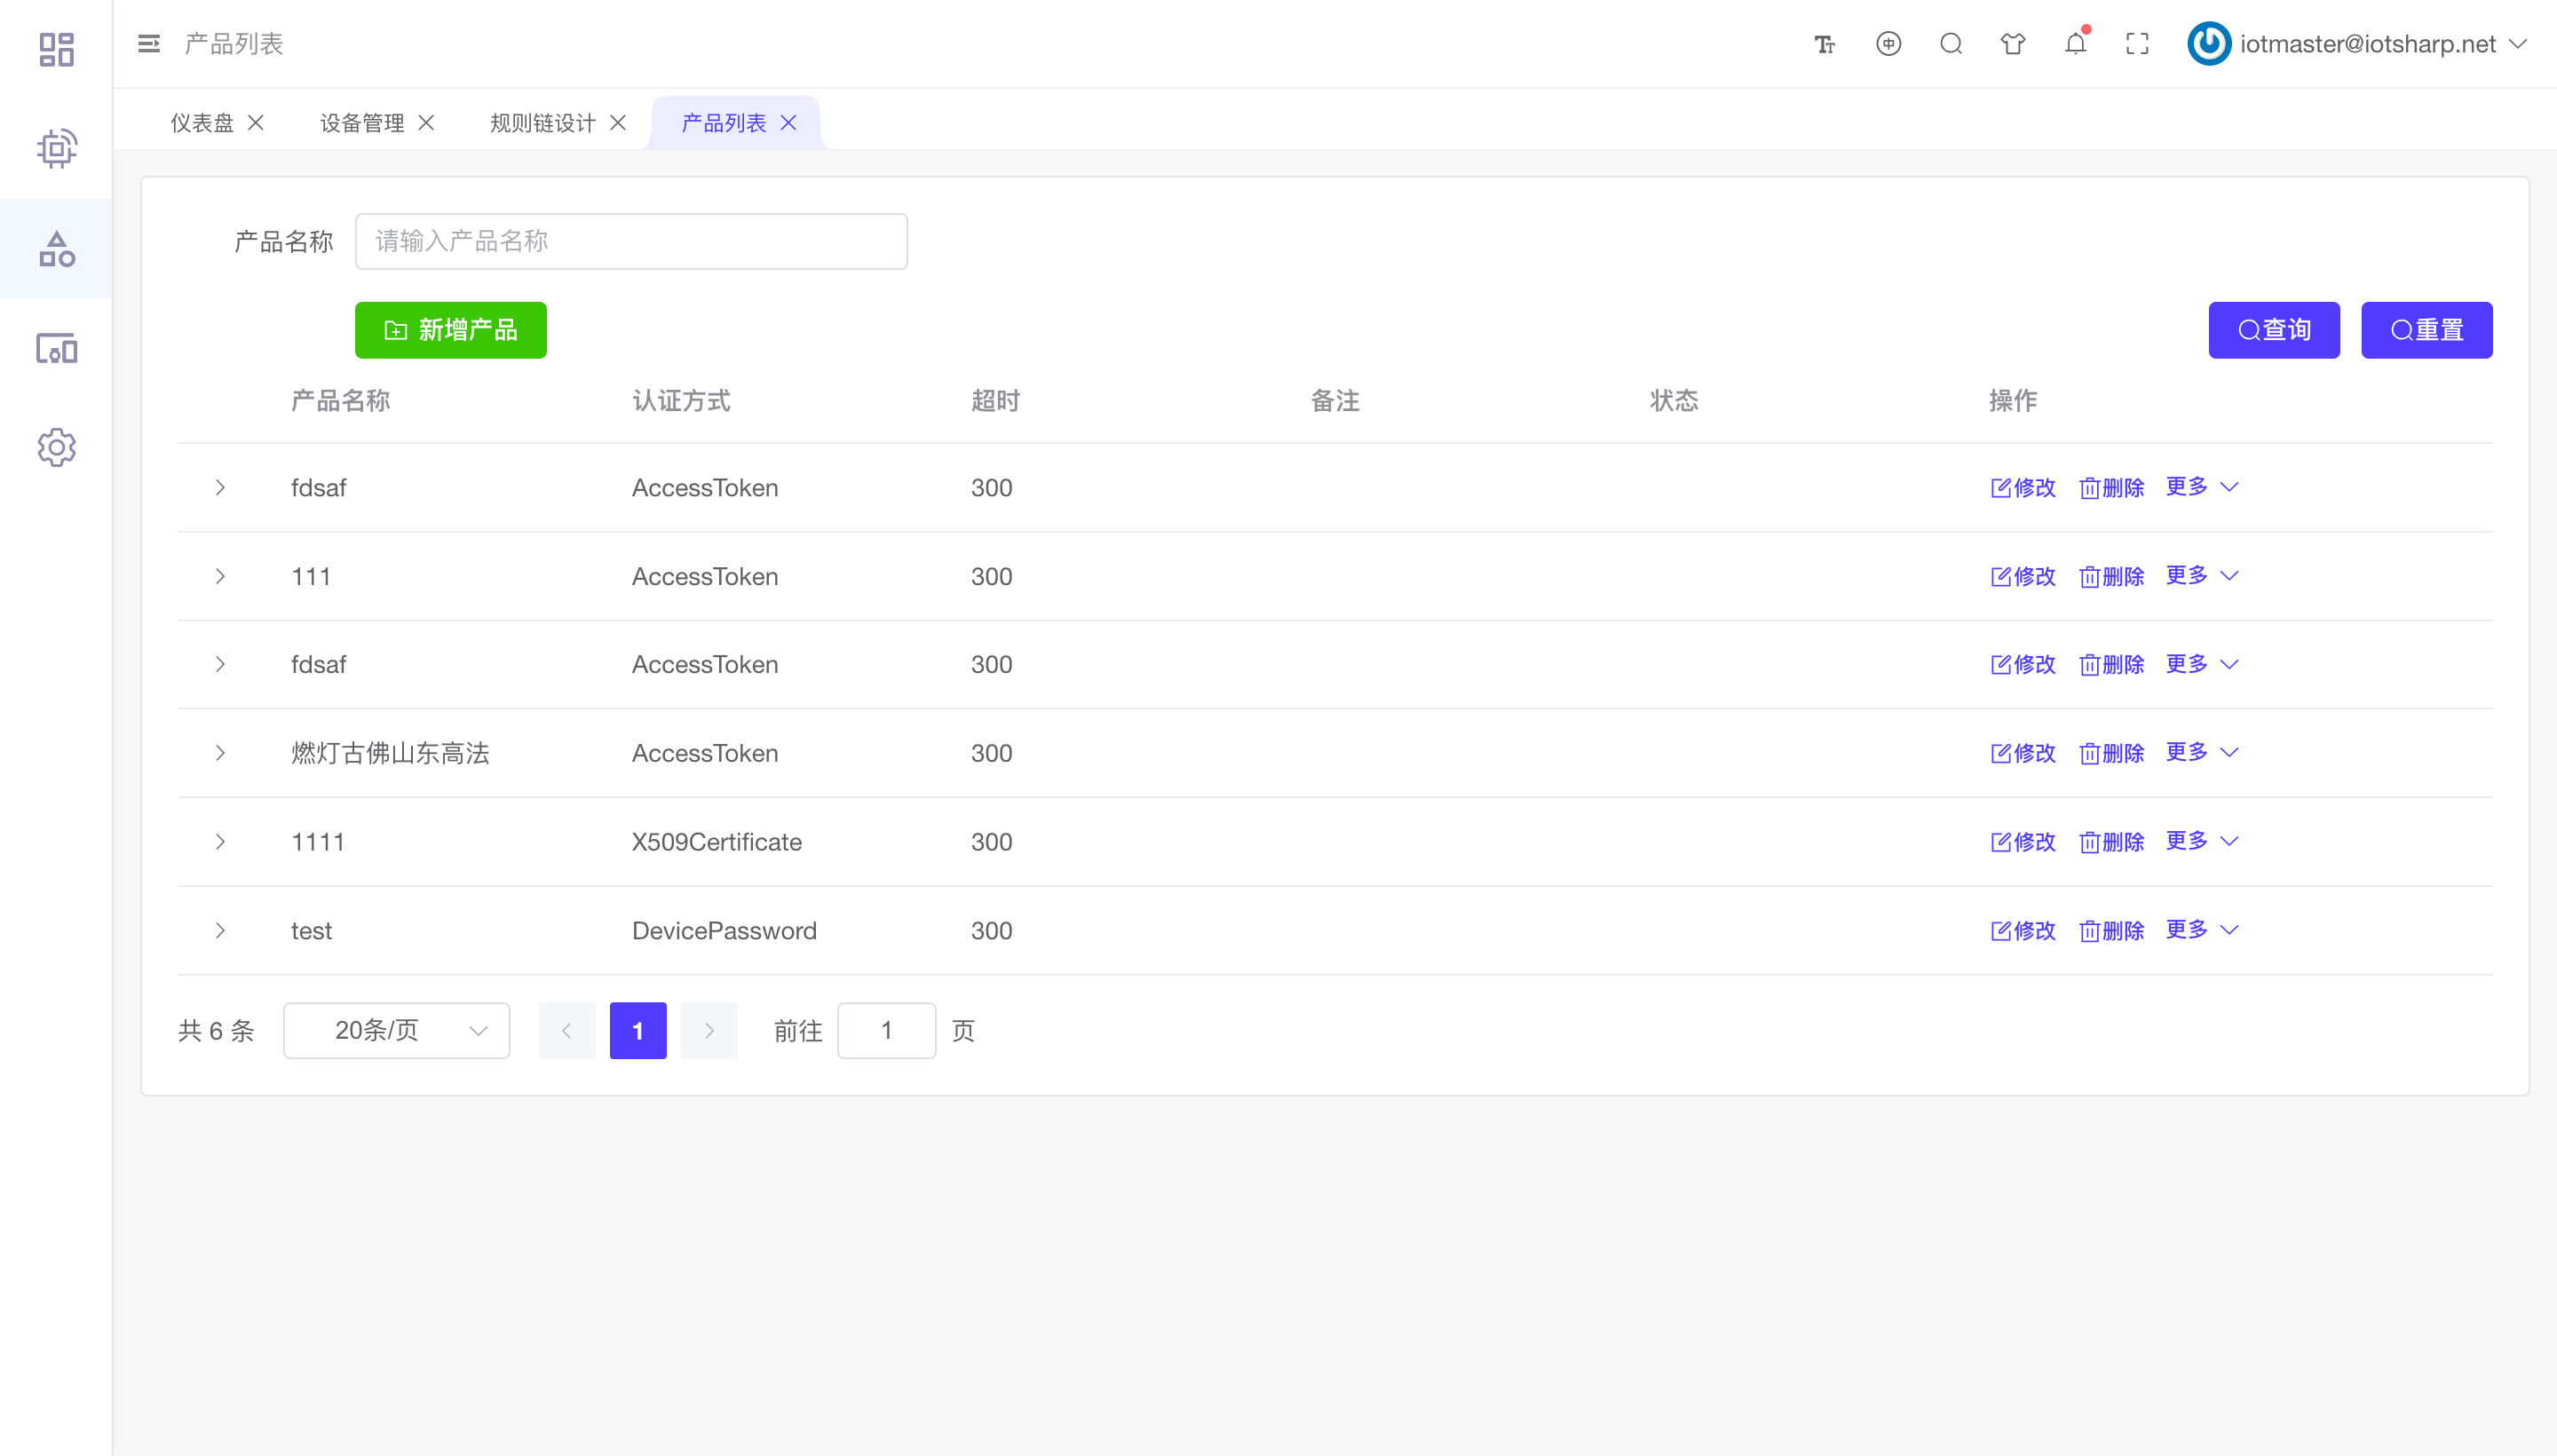 产品列表
中
iotmaster@iotsharp.net
仪表盘 设备管理 规则链设计 产品列表
产品名称 请输入产品名称
新增产品 查询 重置
产品名称 认证方式 超时 备注 状态 操作
fdsaf AccessToken 300 修改 删除 更多
111 AccessToken 300 修改 删除 更多
fdsaf AccessToken 300 修改 删除 更多
燃灯古佛山东高法 AccessToken 300 修改 删除 更多
1111 X509Certificate 300 修改 删除 更多
test DevicePassword 300 修改 删除 更多
共 6 条 20条/页 1 前往 1 页